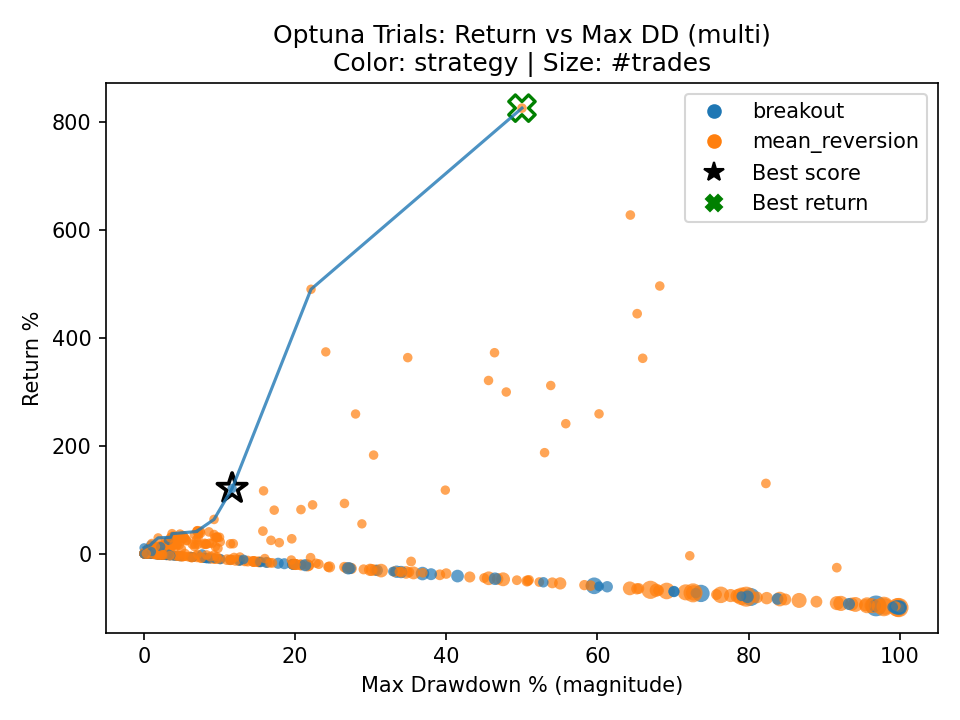 Optuna Trials: Return vs Max DD (multi)
Color: strategy | Size: #trades
breakout
mean_reversion
Best score
Best return
Return %
800
600
400
200
0
0
20
40
60
80
100
Max Drawdown % (magnitude)